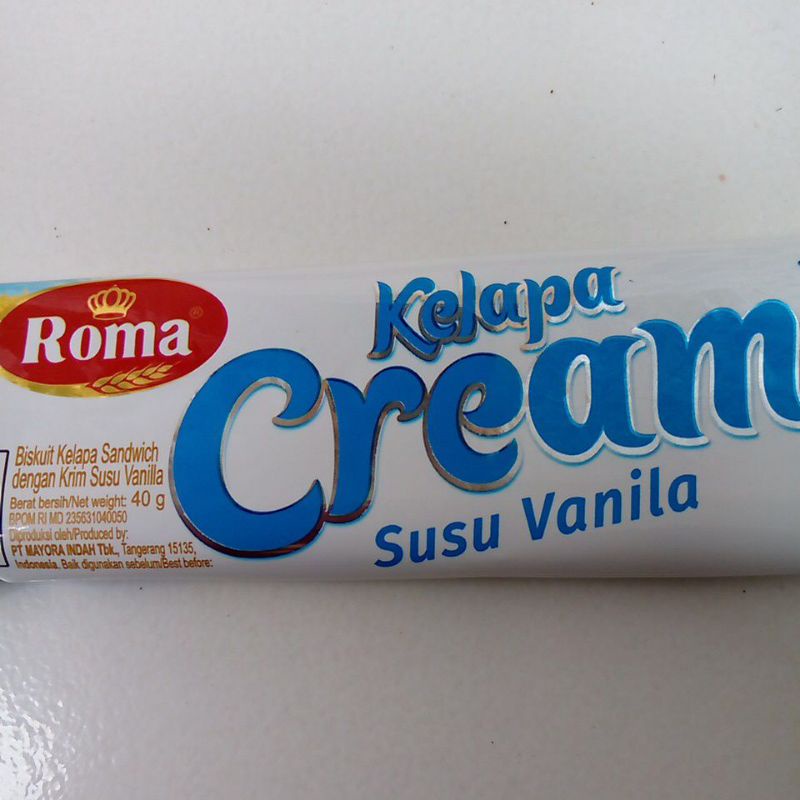 Roma
®
Kelapa
Cream
Susu Vanila
Biskuit Kelapa Sandwich
dengan Krim Susu Vanilla
Berat bersih/Net weight: 40 g
BPOM RI MD 235631040050
Diproduksi oleh/Produced by:
PT MAYORA INDAH Tbk., Tangerang 15135,
Indonesia. Baik digunakan sebelum/Best before: